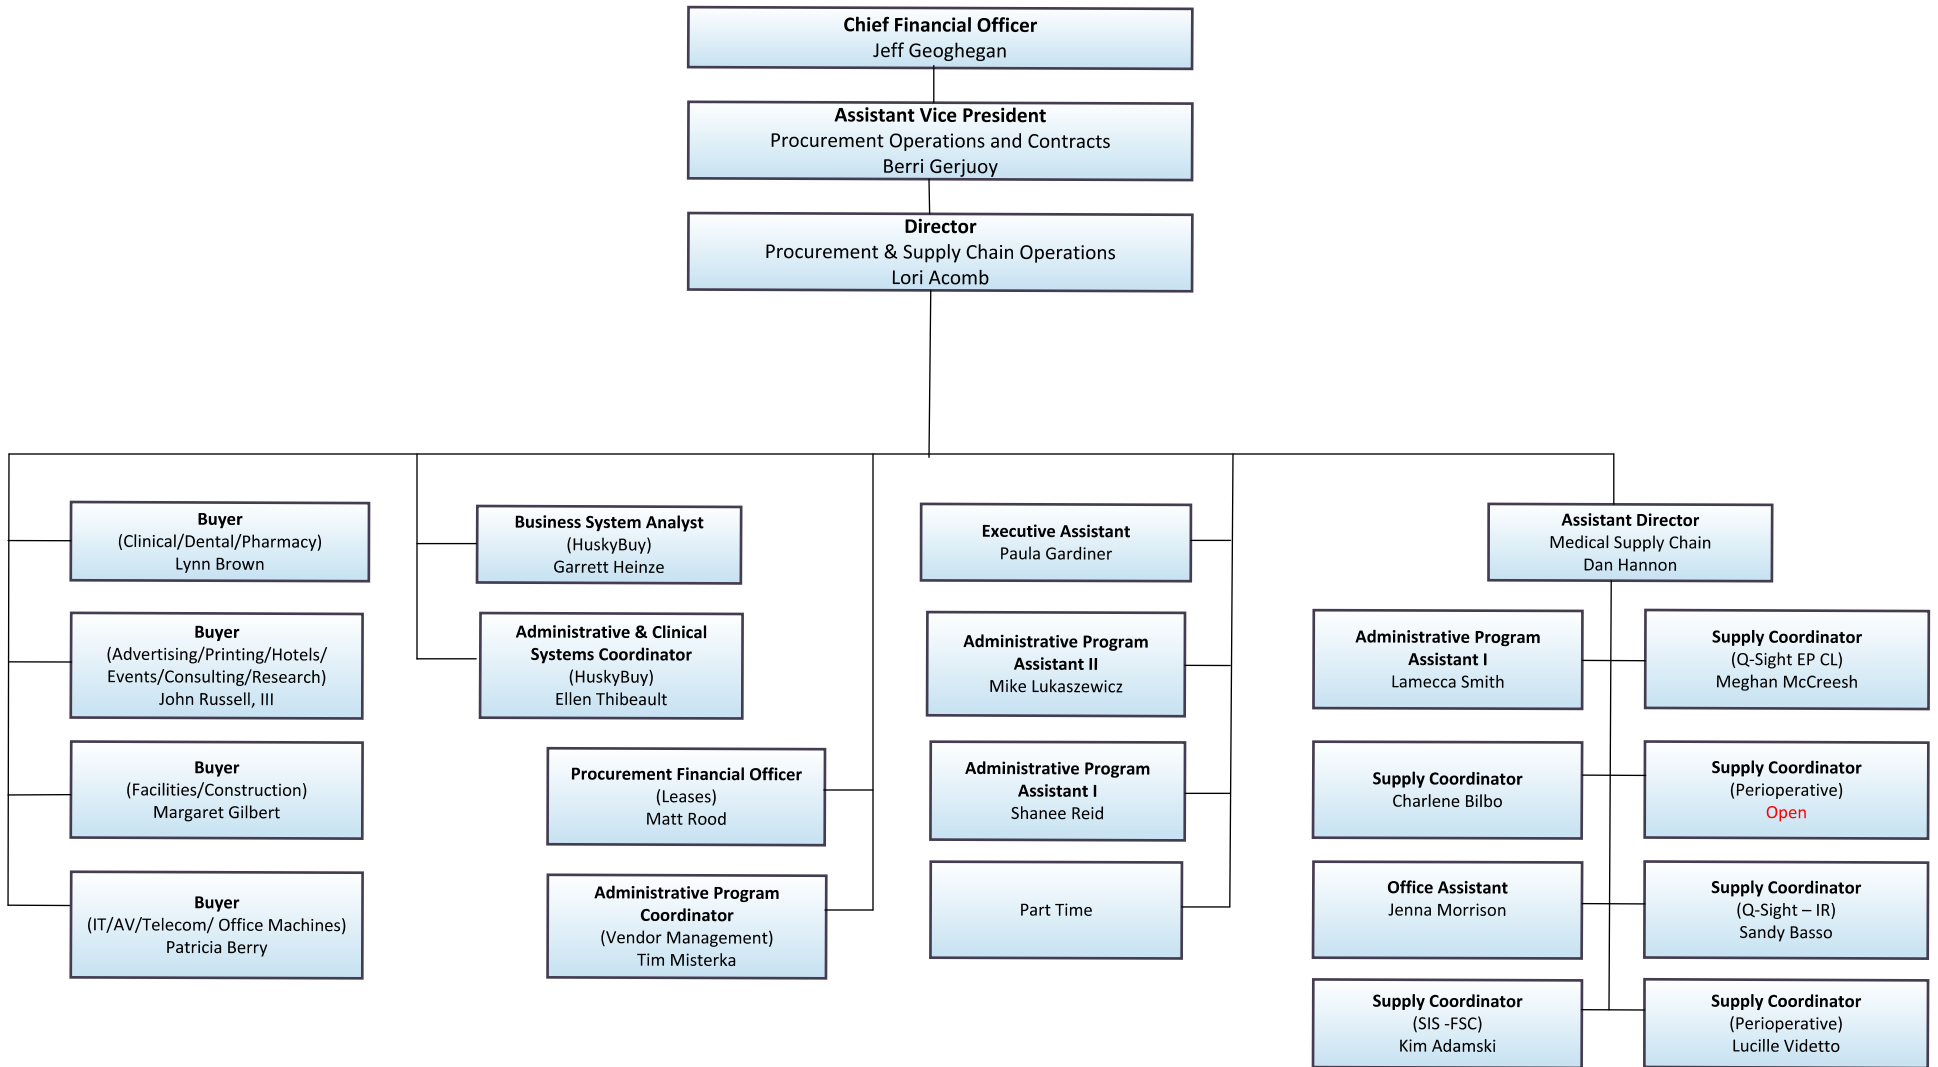 Chief Financial Officer
Jeff Geoghegan
Assistant Vice President
Procurement Operations and Contracts
Berri Gerjuoy
Director
Procurement & Supply Chain Operations
Lori Acomb
Buyer
(Clinical/Dental/Pharmacy)
Lynn Brown
Buyer
(Advertising/Printing/Hotels/
Events/Consulting/Research)
John Russell, III
Buyer
(Facilities/Construction)
Margaret Gilbert
Buyer
(IT/AV/Telecom/ Office Machines)
Patricia Berry
Business System Analyst
(HuskyBuy)
Garrett Heinze
Administrative & Clinical
Systems Coordinator
(HuskyBuy)
Ellen Thibeault
Procurement Financial Officer
(Leases)
Matt Rood
Administrative Program
Coordinator
(Vendor Management)
Tim Misterka
Executive Assistant
Paula Gardiner
Administrative Program
Assistant II
Mike Lukaszewicz
Administrative Program
Assistant I
Shanee Reid
Part Time
Assistant Director
Medical Supply Chain
Dan Hannon
Administrative Program
Assistant I
Lamecca Smith
Supply Coordinator
(Q-Sight EP CL)
Meghan McCreesh
Supply Coordinator
Charlene Bilbo
Supply Coordinator
(Perioperative)
Open
Office Assistant
Jenna Morrison
Supply Coordinator
(Q-Sight – IR)
Sandy Basso
Supply Coordinator
(SIS -FSC)
Kim Adamski
Supply Coordinator
(Perioperative)
Lucille Videtto